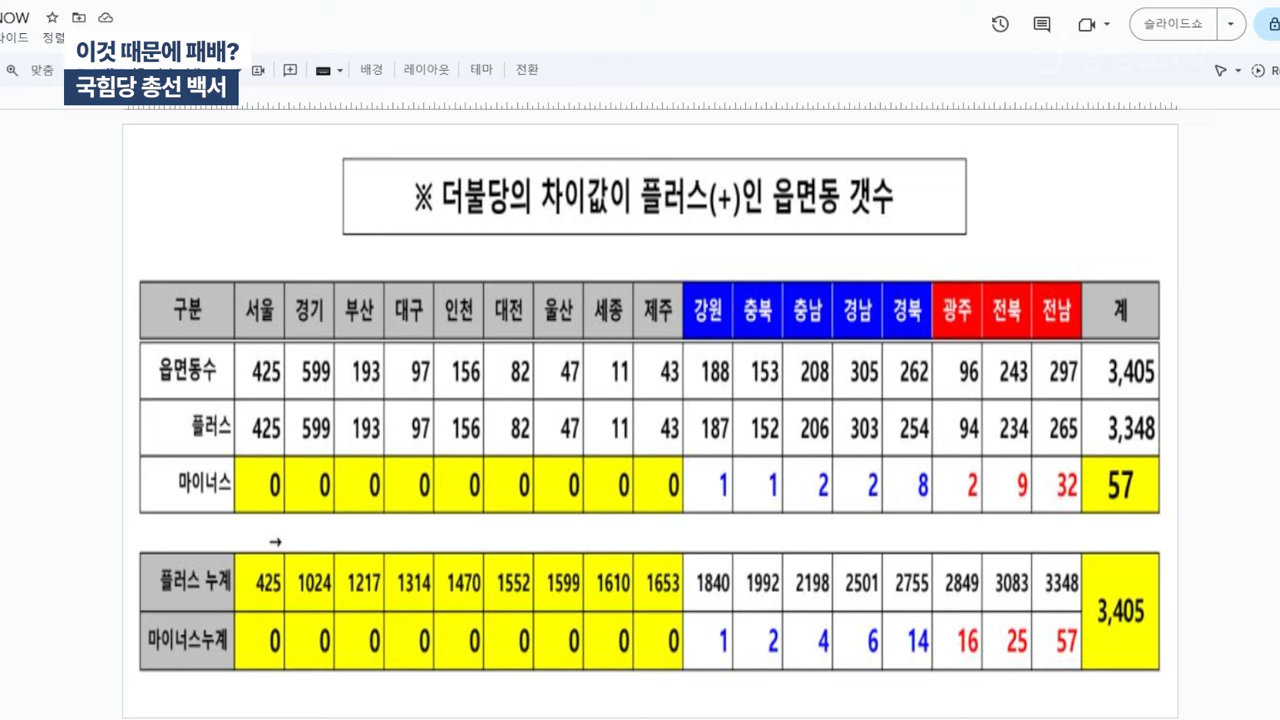 NOW
라이드 정렬
슬라이드쇼
이것 때문에 패배?
국힘당 총선 백서
맞춤
배경 레이아웃 테마 전환
※ 더불당의 차이값이 플러스(+)인 읍면동 갯수
구분 서울 경기 부산 대구 인천 대전 울산 세종 제주 강원 충북 충남 경남 경북 광주 전북 전남 계
읍면동수 425 599 193 97 156 82 47 11 43 188 153 208 305 262 96 243 297 3,405
플러스 425 599 193 97 156 82 47 11 43 187 152 206 303 254 94 234 265 3,348
마이너스 0 0 0 0 0 0 0 0 0 1 1 2 2 8 2 9 32 57
→
플러스 누계 425 1024 1217 1314 1470 1552 1599 1610 1653 1840 1992 2198 2501 2755 2849 3083 3348 3,405
마이너스누계 0 0 0 0 0 0 0 0 0 1 2 4 6 14 16 25 57